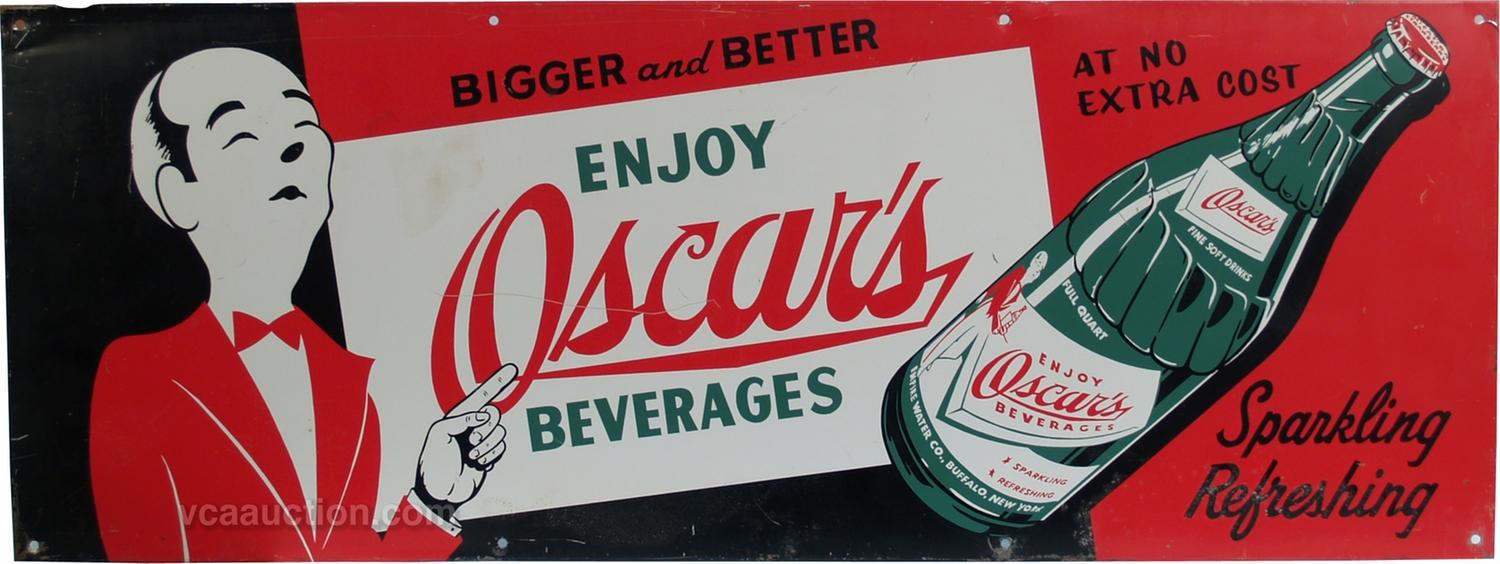 BIGGER and BETTER
ENJOY
Oscar's
BEVERAGES
AT NO
EXTRA COST
Oscar's
FINE SOFT DRINKS
FULL QUART
ENJOY
Oscar's
BEVERAGES
SPARKLING
REFRESHING
EMPIRE WATER CO., BUFFALO, NEW YORK
Sparkling
Refreshing
vcaauction.com